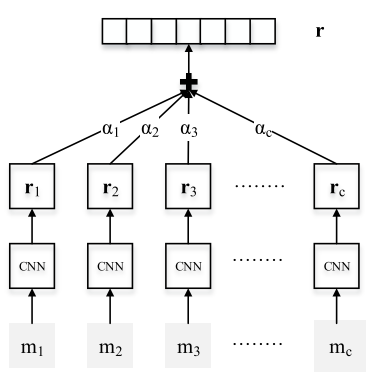 r
α1 α2 α3 αc
r1 r2 r3 ........ rc
CNN CNN CNN ........ CNN
m1 m2 m3 ........ mc